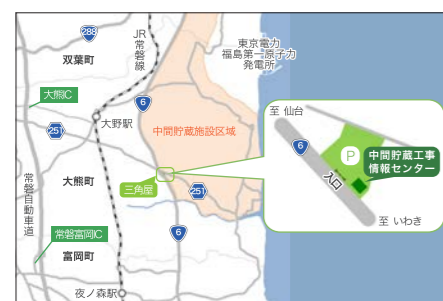 288
双葉町
JR
常磐線
東京電力
福島第一原子力
発電所
大熊IC
6
大野駅
251
中間貯蔵施設区域
至 仙台
6
P
中間貯蔵工事
情報センター
入口
至 いわき
大熊町
三角屋
251
常磐自動車道
常磐富岡IC
6
富岡町
夜ノ森駅